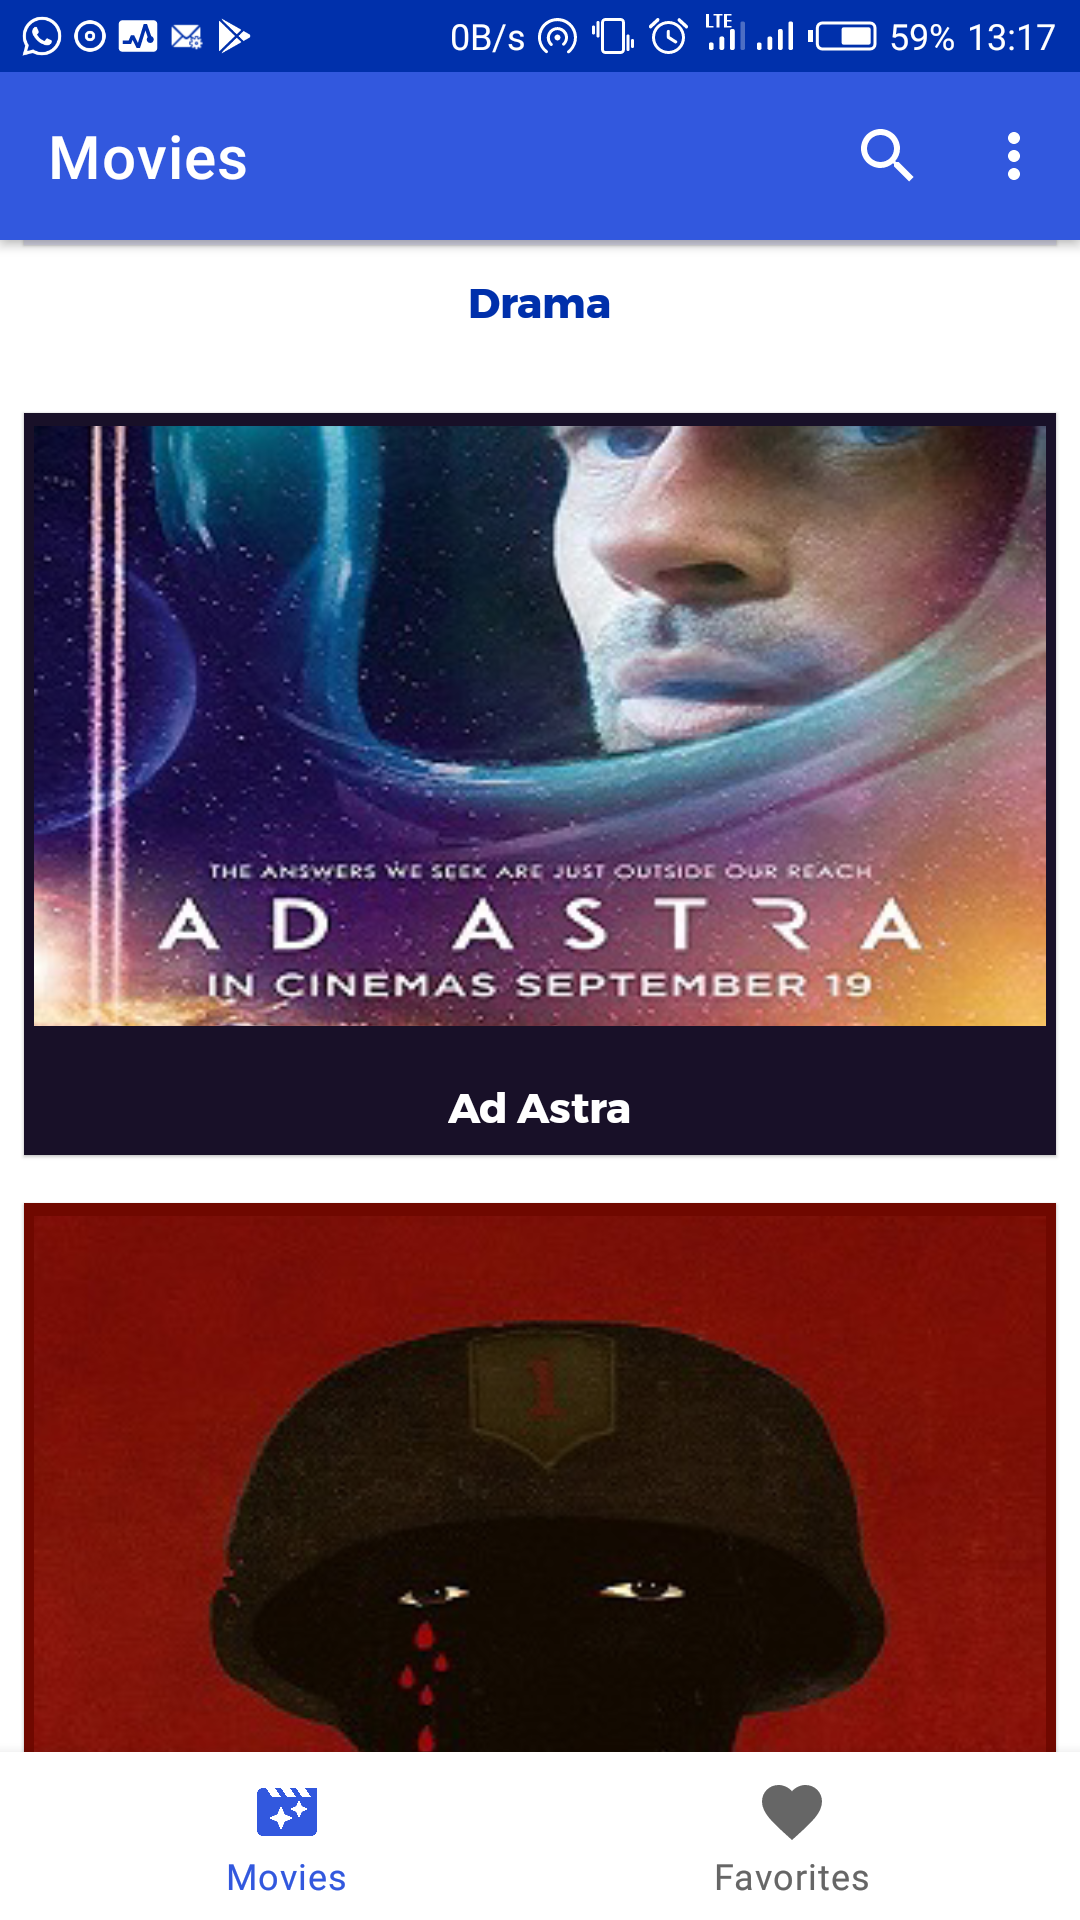 0B/s LTE 59% 13:17
Movies
Drama
THE ANSWERS WE SEEK ARE JUST OUTSIDE OUR REACH
AD ASTRA
IN CINEMAS SEPTEMBER 19
Ad Astra
1
Movies Favorites